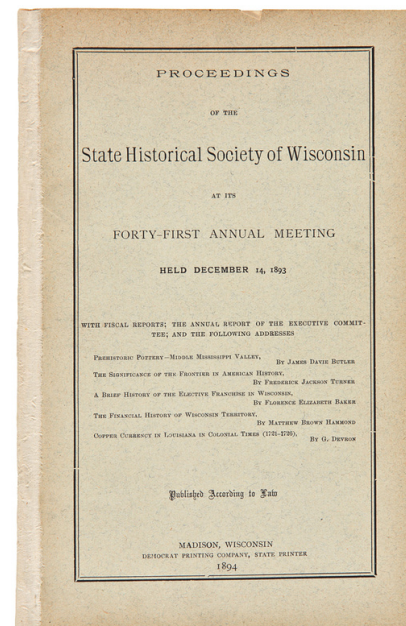 PROCEEDINGS
OF THE
State Historical Society of Wisconsin
AT ITS
FORTY-FIRST ANNUAL MEETING
HELD DECEMBER 14, 1893
WITH FISCAL REPORTS; THE ANNUAL REPORT OF THE EXECUTIVE COMMIT-
TEE; AND THE FOLLOWING ADDRESSES
Prehistoric Pottery—Middle Mississippi Valley,
By James Davie Butler
The Significance of the Frontier in American History,
By Frederick Jackson Turner
A Brief History of the Elective Franchise in Wisconsin,
By Florence Elizabeth Baker
The Financial History of Wisconsin Territory,
By Matthew Brown Hammond
Copper Currency in Louisiana in Colonial Times (1721-1726),
By G. Devron
Published According to Law
MADISON, WISCONSIN
DEMOCRAT PRINTING COMPANY, STATE PRINTER
1894